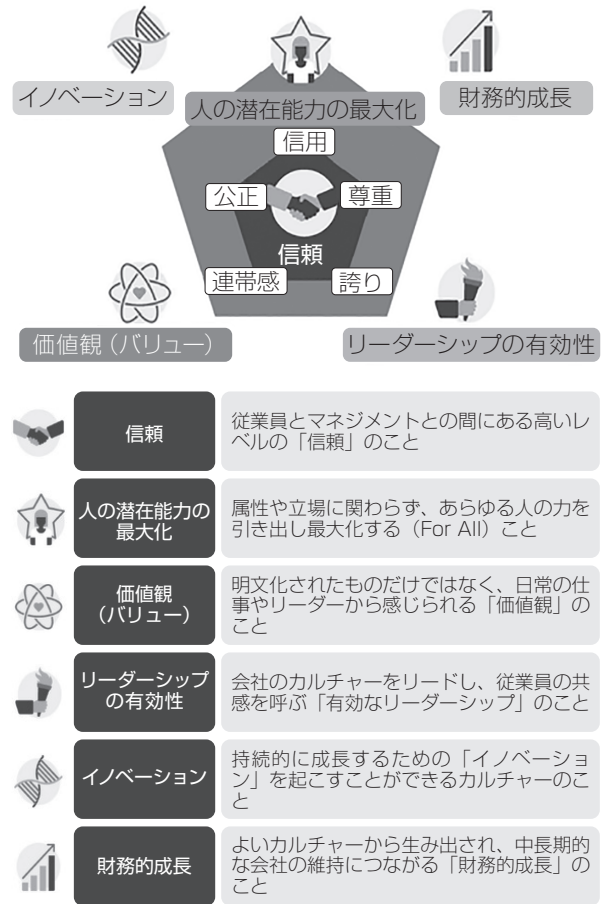 イノベーション
人の潜在能力の最大化
財務的成長
信用
公正
尊重
信頼
連帯感
誇り
価値観（バリュー）
リーダーシップの有効性
信頼
従業員とマネジメントとの間にある高いレ
ベルの「信頼」のこと
人の潜在能力の
最大化
属性や立場に関わらず、あらゆる人の力を
引き出し最大化する（For All）こと
価値観
（バリュー）
明文化されたものだけではなく、日常の仕
事やリーダーから感じられる「価値観」の
こと
リーダーシップ
の有効性
会社のカルチャーをリードし、従業員の共
感を呼ぶ「有効なリーダーシップ」のこと
イノベーション
持続的に成長するための「イノベーショ
ン」を起こすことができるカルチャーのこ
と
財務的成長
よいカルチャーから生み出され、中長期的
な会社の維持につながる「財務的成長」の
こと